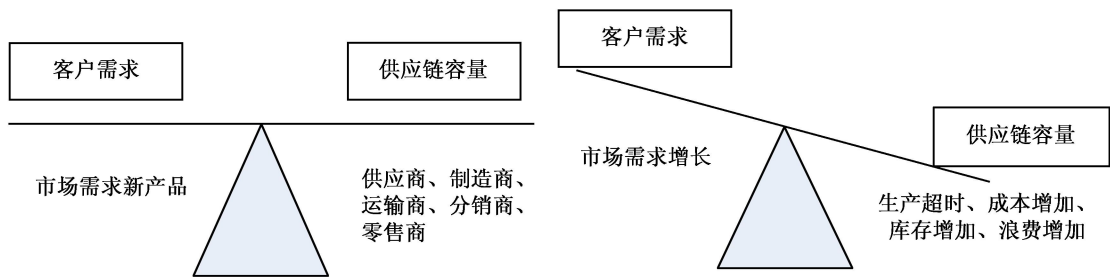 客户需求
供应链容量
市场需求新产品
供应商、制造商、
运输商、分销商、
零售商
客户需求
供应链容量
市场需求增长
生产超时、成本增加、
库存增加、浪费增加